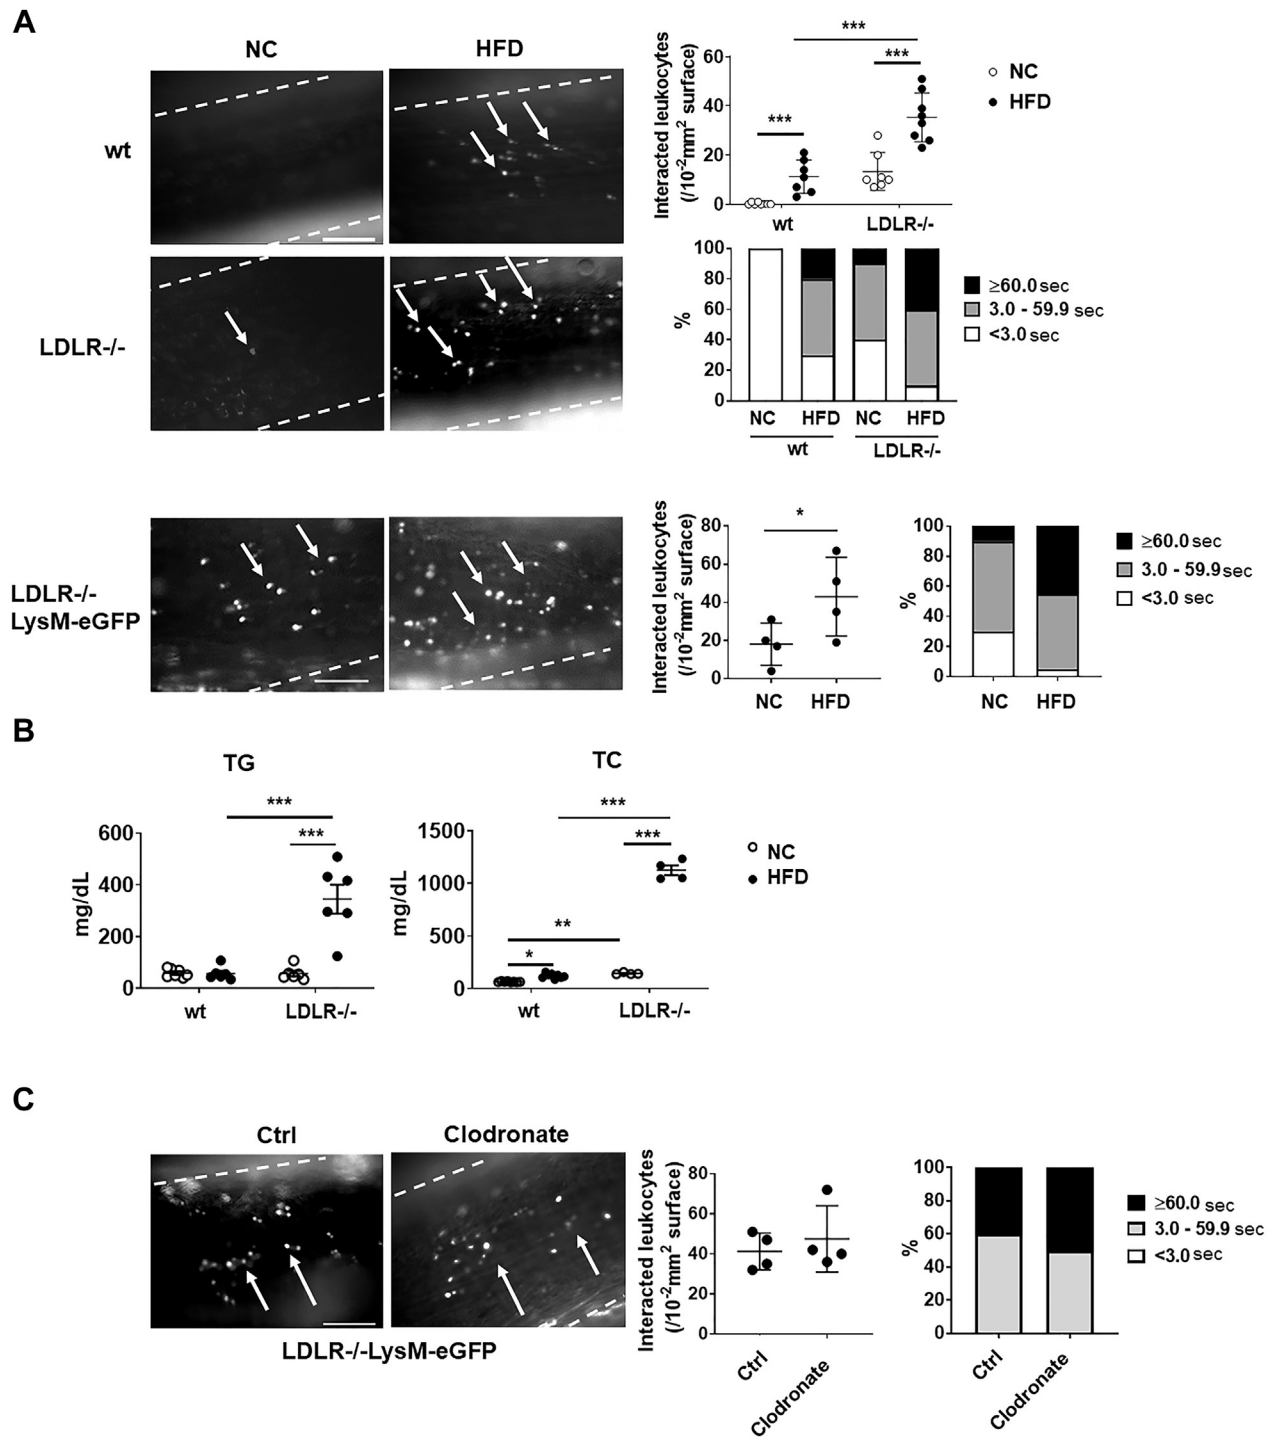 A
NC
HFD
wt
LDLR-/-
Interacted leukocytes
(/10⁻²mm² surface)
60
40
20
0
***
***
***
wt
LDLR-/-
NC
HFD
%
100
80
60
40
20
0
NC
HFD
NC
HFD
wt
LDLR-/-
≥60.0 sec
3.0 - 59.9 sec
<3.0 sec
LDLR-/-
LysM-eGFP
Interacted leukocytes
(/10⁻²mm² surface)
80
60
40
20
0
*
NC
HFD
%
100
80
60
40
20
0
NC
HFD
≥60.0 sec
3.0 - 59.9 sec
<3.0 sec
B
TG
mg/dL
600
400
200
0
***
***
wt
LDLR-/-
TC
mg/dL
1500
1000
500
0
***
***
**
*
wt
LDLR-/-
NC
HFD
C
Ctrl
Clodronate
LDLR-/-LysM-eGFP
Interacted leukocytes
(/10⁻²mm² surface)
80
60
40
20
0
Ctrl
Clodronate
%
100
80
60
40
20
0
Ctrl
Clodronate
≥60.0 sec
3.0 - 59.9 sec
<3.0 sec